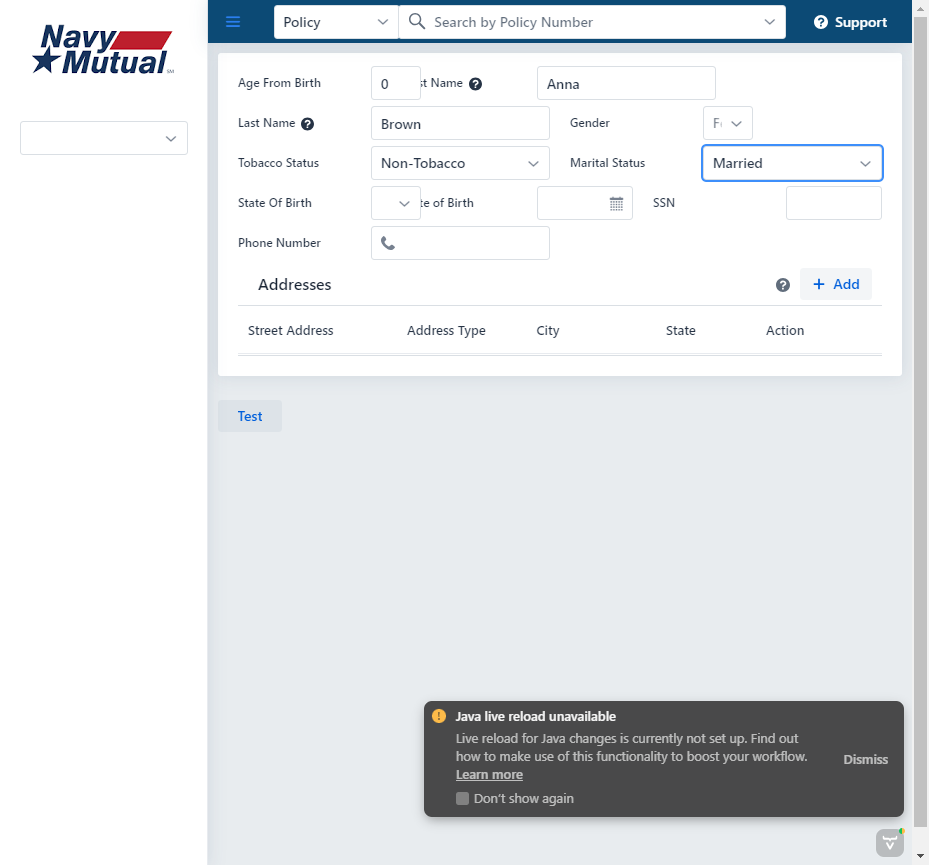 Navy
Mutual
Policy
Search by Policy Number
Support
Age From Birth
0
st Name
Anna
Last Name
Brown
Gender
Tobacco Status
Non-Tobacco
Marital Status
Married
State Of Birth
te of Birth
SSN
Phone Number
Addresses
+ Add
Street Address
Address Type
City
State
Action
Test
Java live reload unavailable
Live reload for Java changes is currently not set up. Find out
how to make use of this functionality to boost your workflow.
Learn more
Dismiss
Don't show again